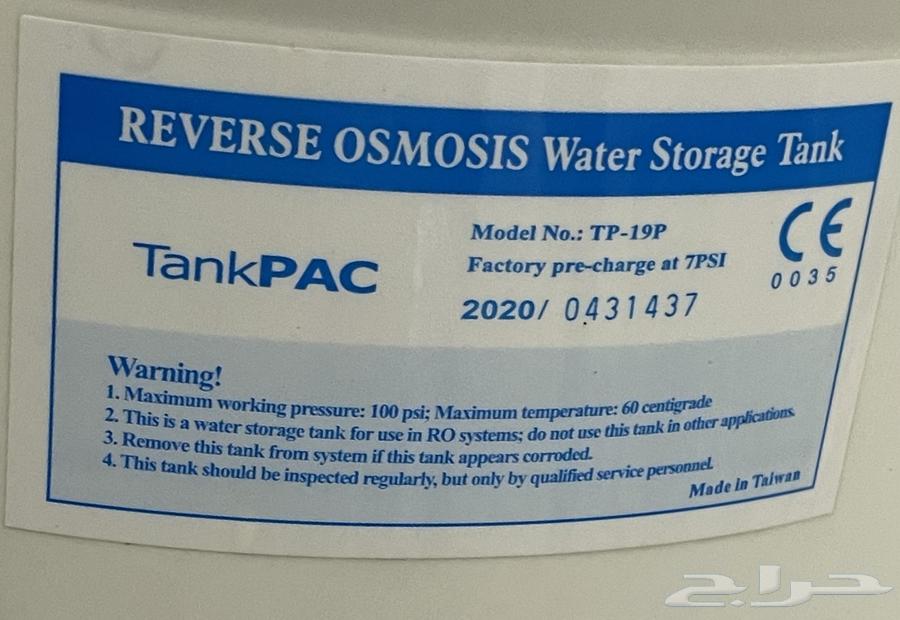 REVERSE OSMOSIS Water Storage Tank
TankPAC
Model No.: TP-19P
Factory pre-charge at 7PSI
2020/ 0431437
CE
0035
Warning!
1. Maximum working pressure: 100 psi; Maximum temperature: 60 centigrade
2. This is a water storage tank for use in RO systems; do not use this tank in other applications.
3. Remove this tank from system if this tank appears corroded.
4. This tank should be inspected regularly, but only by qualified service personnel.
Made in Taiwan
حراج